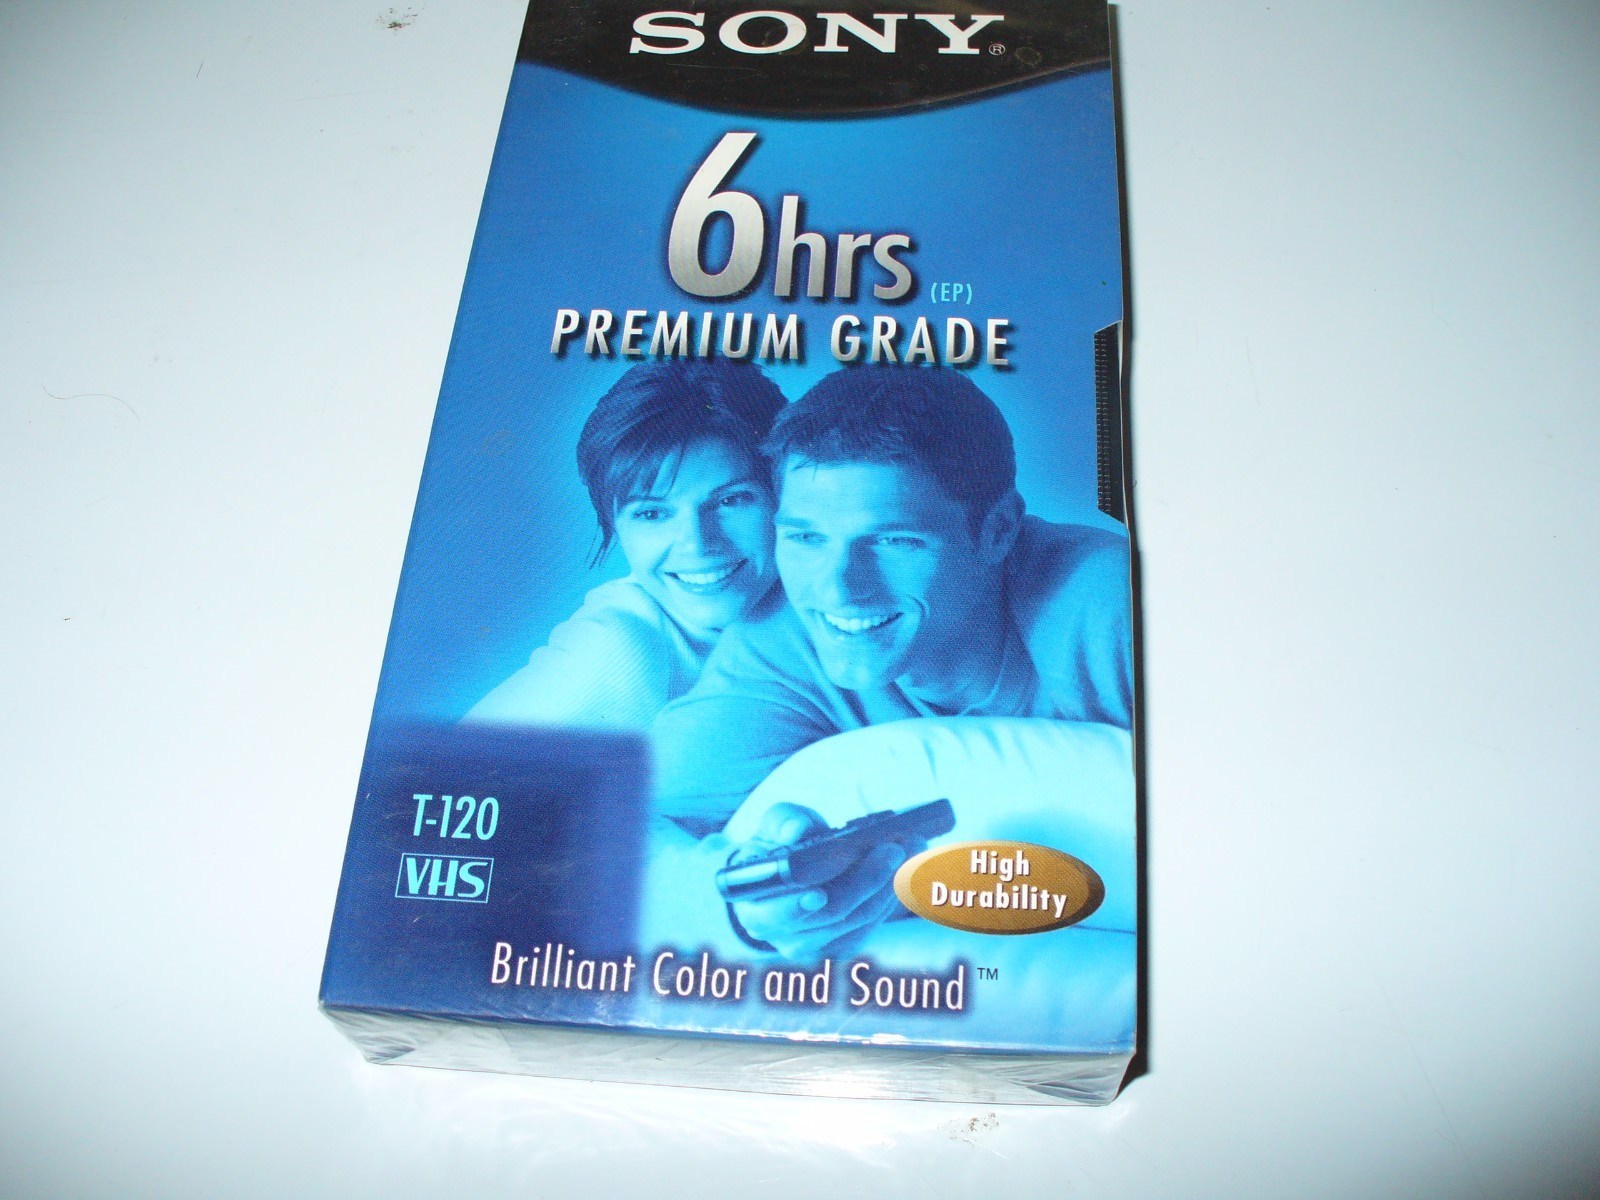 SONY®
6hrs (EP)
PREMIUM GRADE
T-120
VHS
High
Durability
Brilliant Color and Sound™